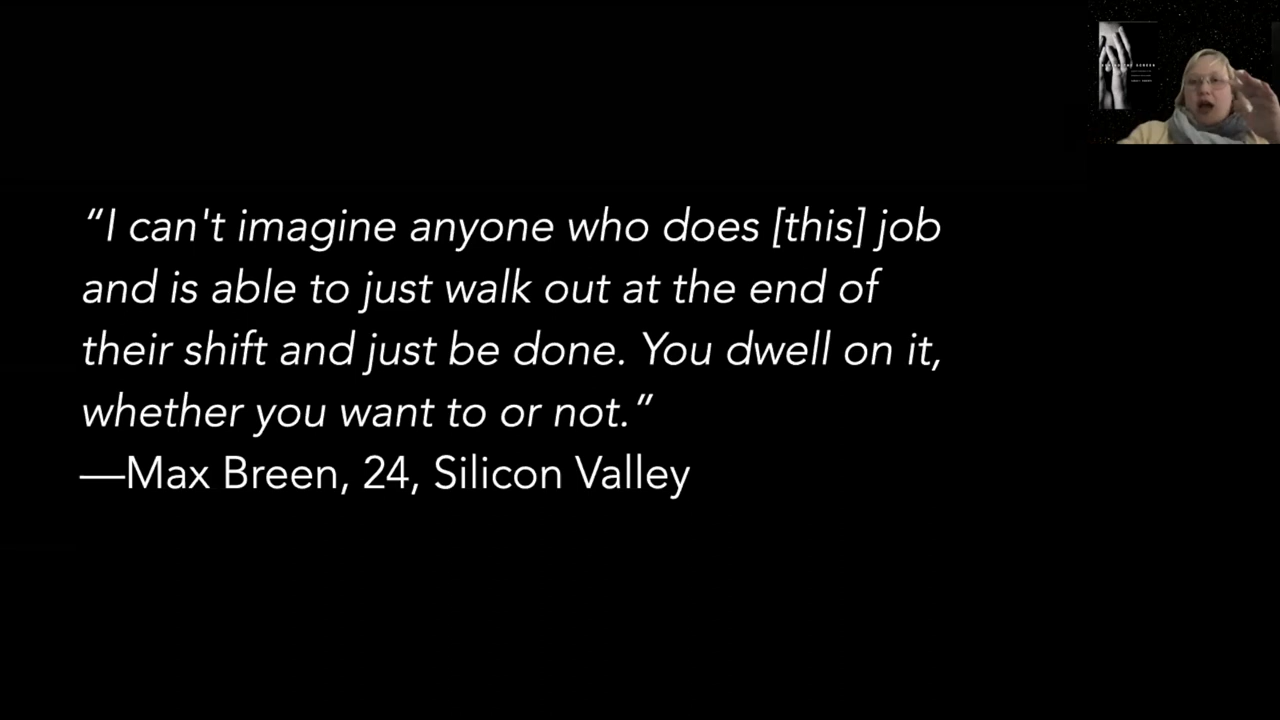 “I can't imagine anyone who does [this] job
and is able to just walk out at the end of
their shift and just be done. You dwell on it,
whether you want to or not.”
—Max Breen, 24, Silicon Valley